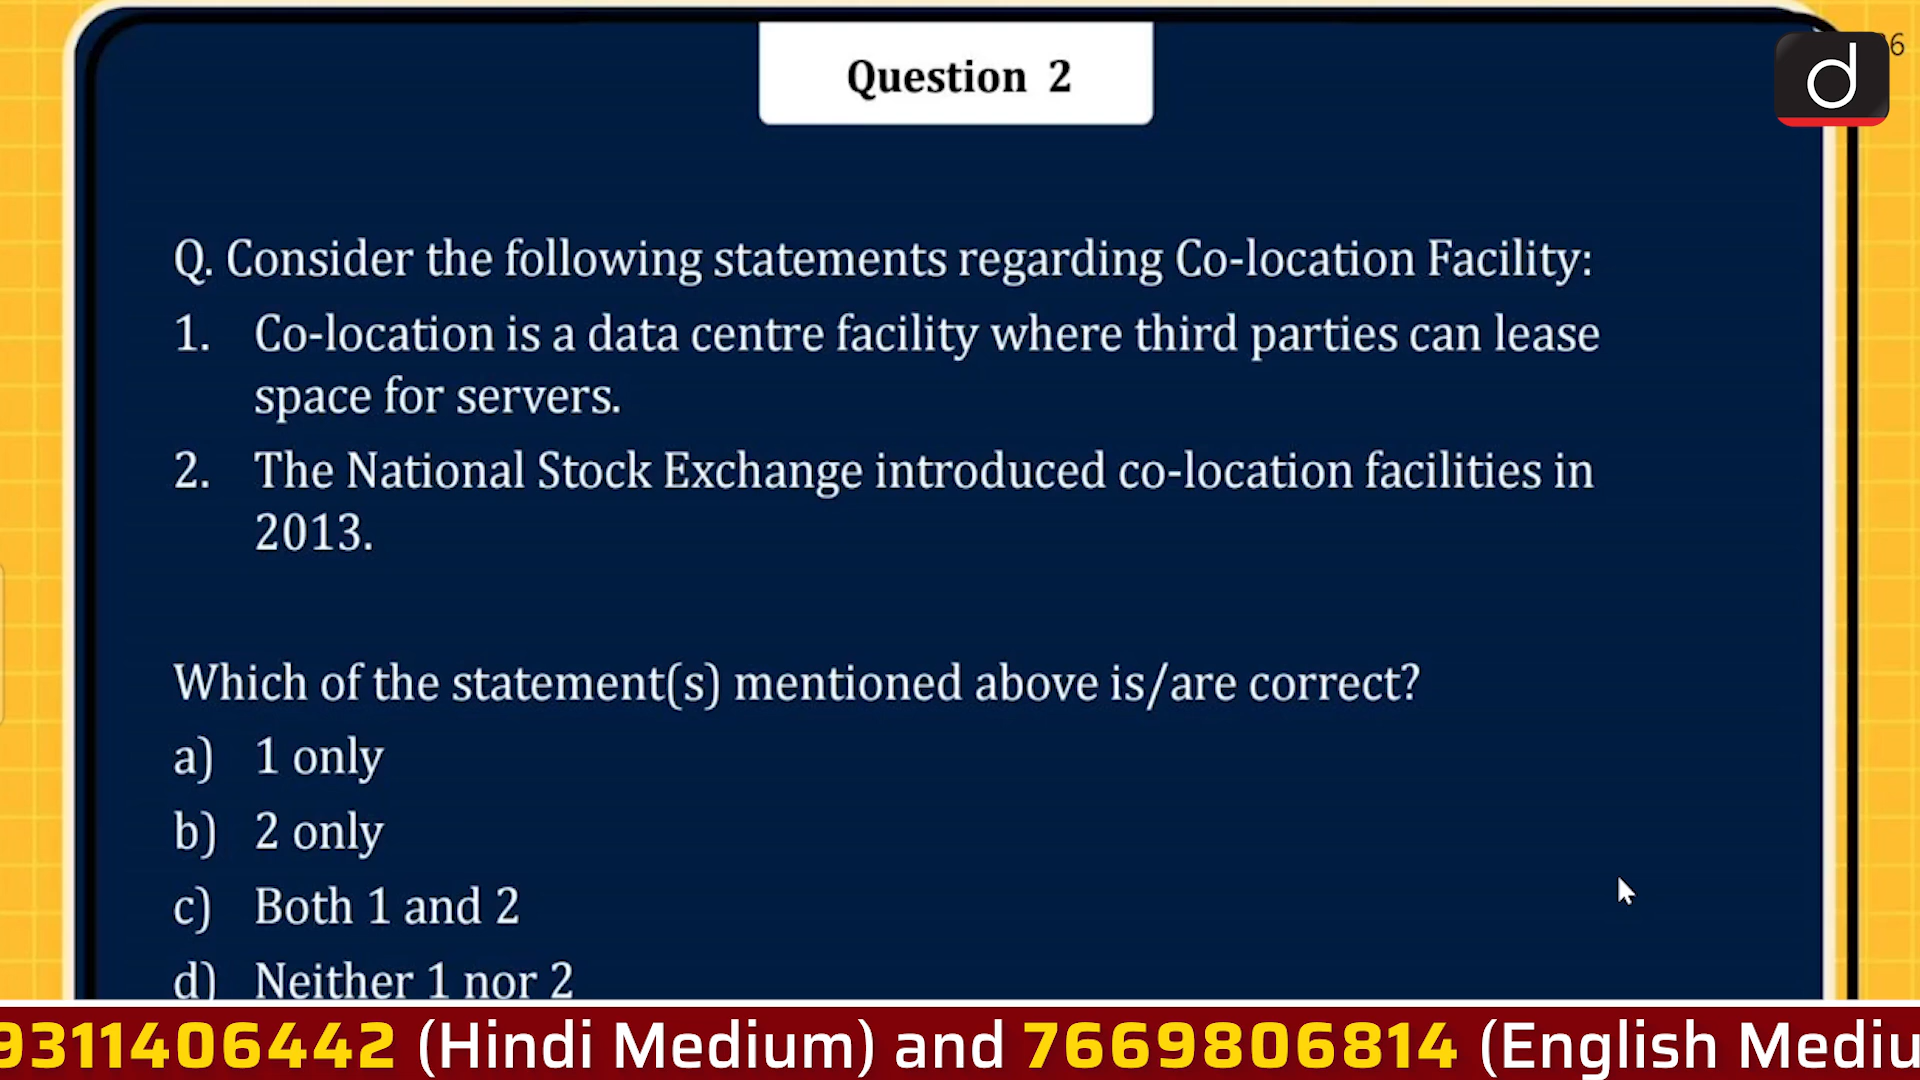 Question 2
6
d
Q. Consider the following statements regarding Co-location Facility:
1. Co-location is a data centre facility where third parties can lease
space for servers.
2. The National Stock Exchange introduced co-location facilities in
2013.
Which of the statement(s) mentioned above is/are correct?
a) 1 only
b) 2 only
c) Both 1 and 2
d) Neither 1 nor 2
9311406442 (Hindi Medium) and 7669806814 (English Mediu